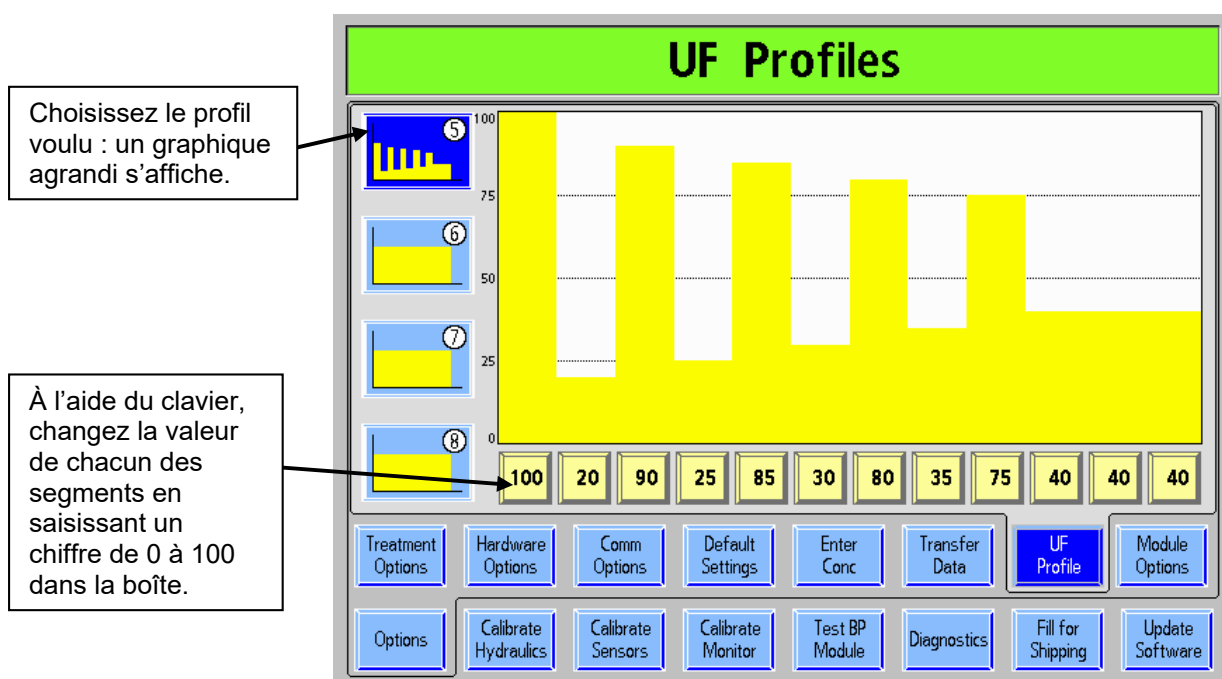 UF Profiles
Choisissez le profil
voulu : un graphique
agrandi s’affiche.
5
6
7
8
100
75
50
25
0
À l’aide du clavier,
changez la valeur
de chacun des
segments en
saisissant un
chiffre de 0 à 100
dans la boîte.
100 20 90 25 85 30 80 35 75 40 40 40
Treatment
Options
Hardware
Options
Comm
Options
Default
Settings
Enter
Conc
Transfer
Data
UF
Profile
Module
Options
Options
Calibrate
Hydraulics
Calibrate
Sensors
Calibrate
Monitor
Test BP
Module
Diagnostics
Fill for
Shipping
Update
Software